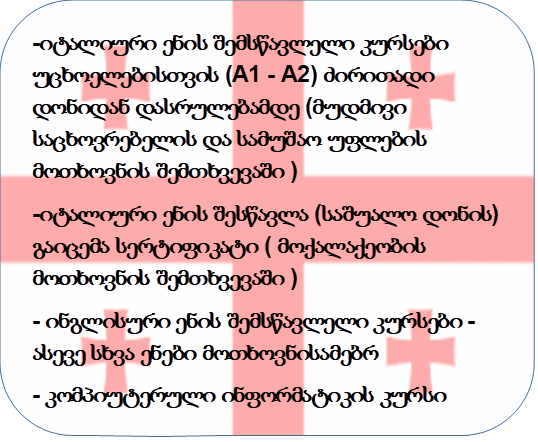 -იტალიური ენის შემსწავლელი კურსები
უცხოელებისთვის (A1 - A2) ძირითადი
დონიდან დასრულებამდე (მუდმივი
საცხოვრებელის და სამუშაო უფლების
მოთხოვნის შემთხვევაში )
-იტალიური ენის შესწავლა (საშუალო დონის)
გაიცემა სერტიფიკატი ( მოქალაქეობის
მოთხოვნის შემთხვევაში )
- ინგლისური ენის შემსწავლელი კურსები -
ასევე სხვა ენები მოთხოვნისამებრ
- კომპიუტერული ინფორმატიკის კურსი